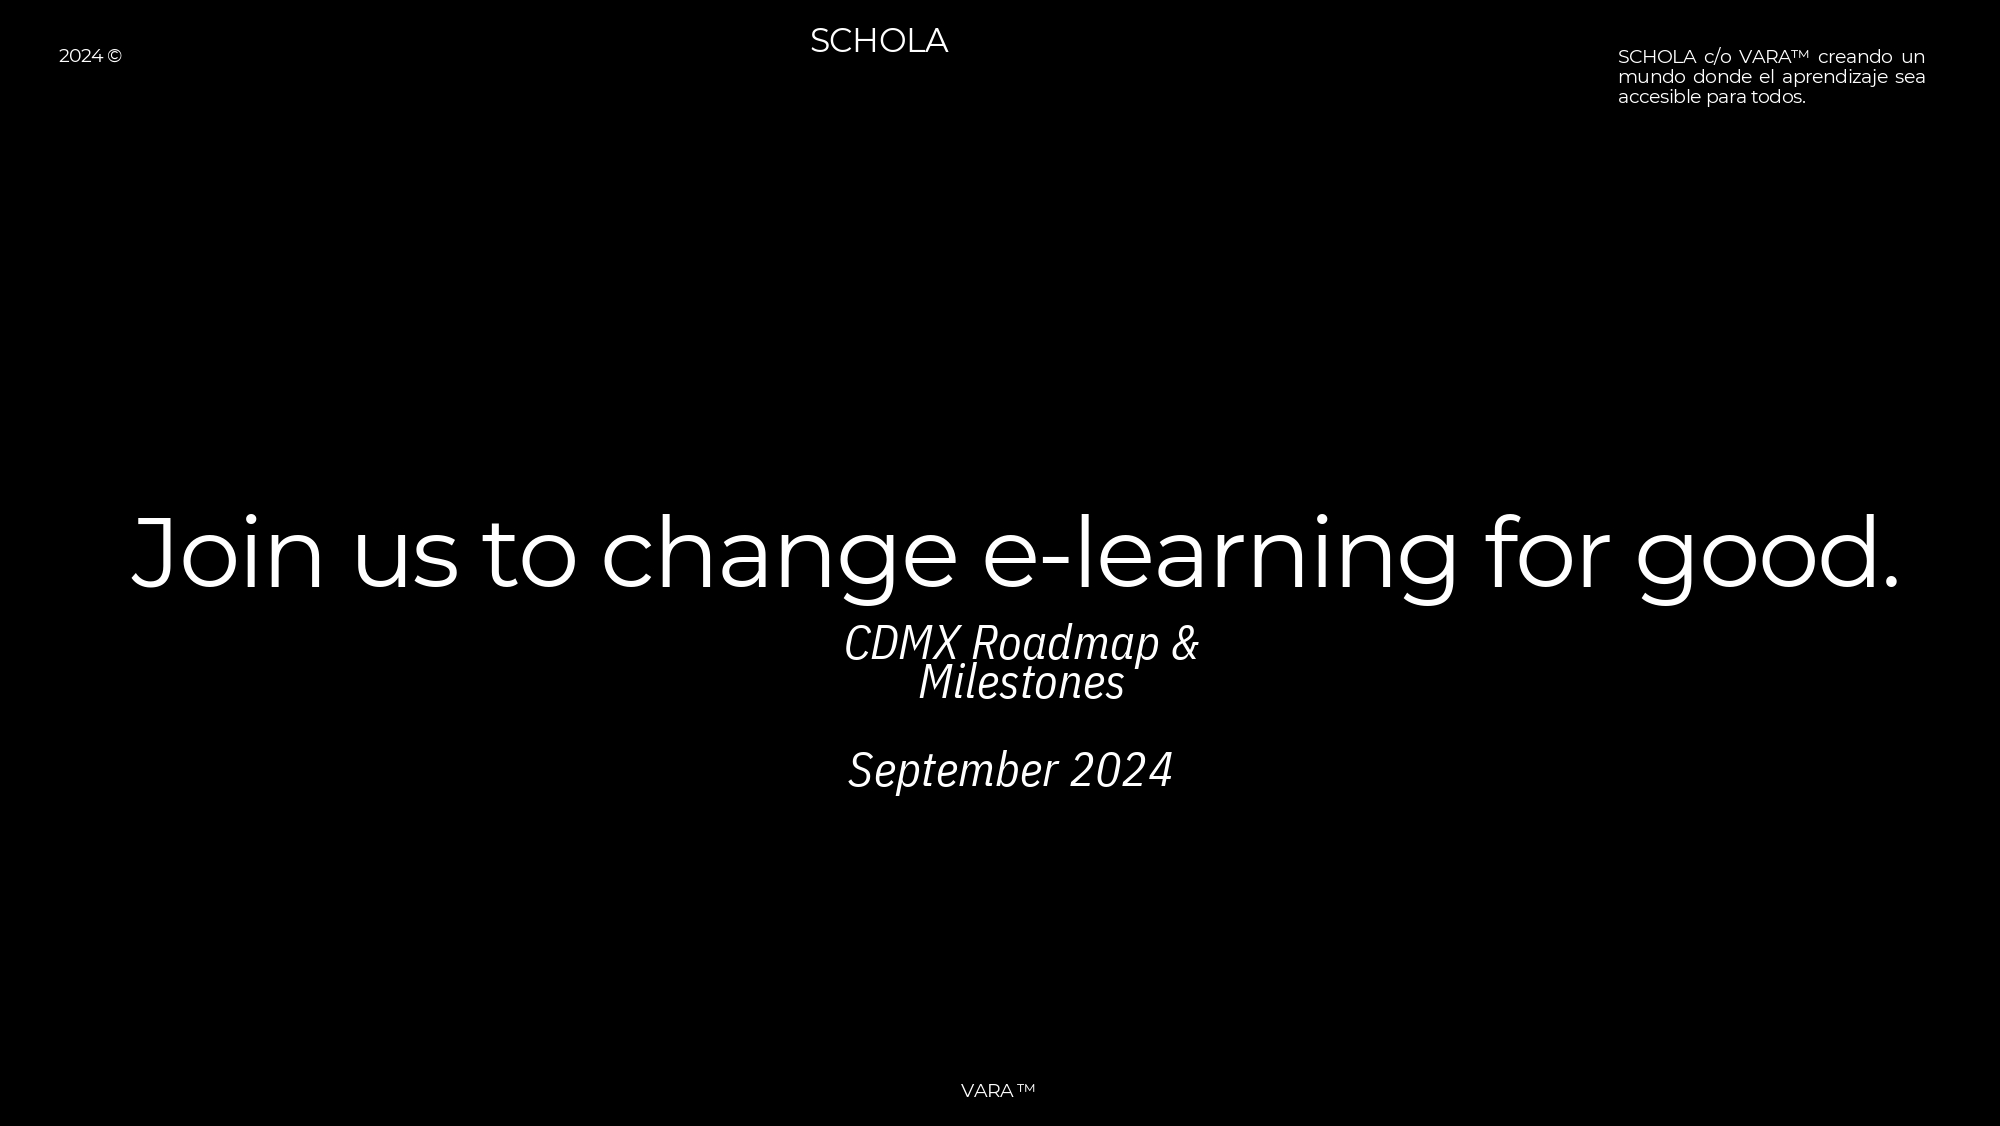 2024 ©
SCHOLA
SCHOLA c/o VARA™ creando un
mundo donde el aprendizaje sea
accesible para todos.
Join us to change e-learning for good.
CDMX Roadmap &
Milestones
September 2024
VARA ™